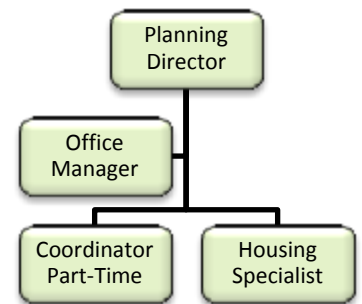 Planning
Director
Office
Manager
Coordinator
Part-Time
Housing
Specialist